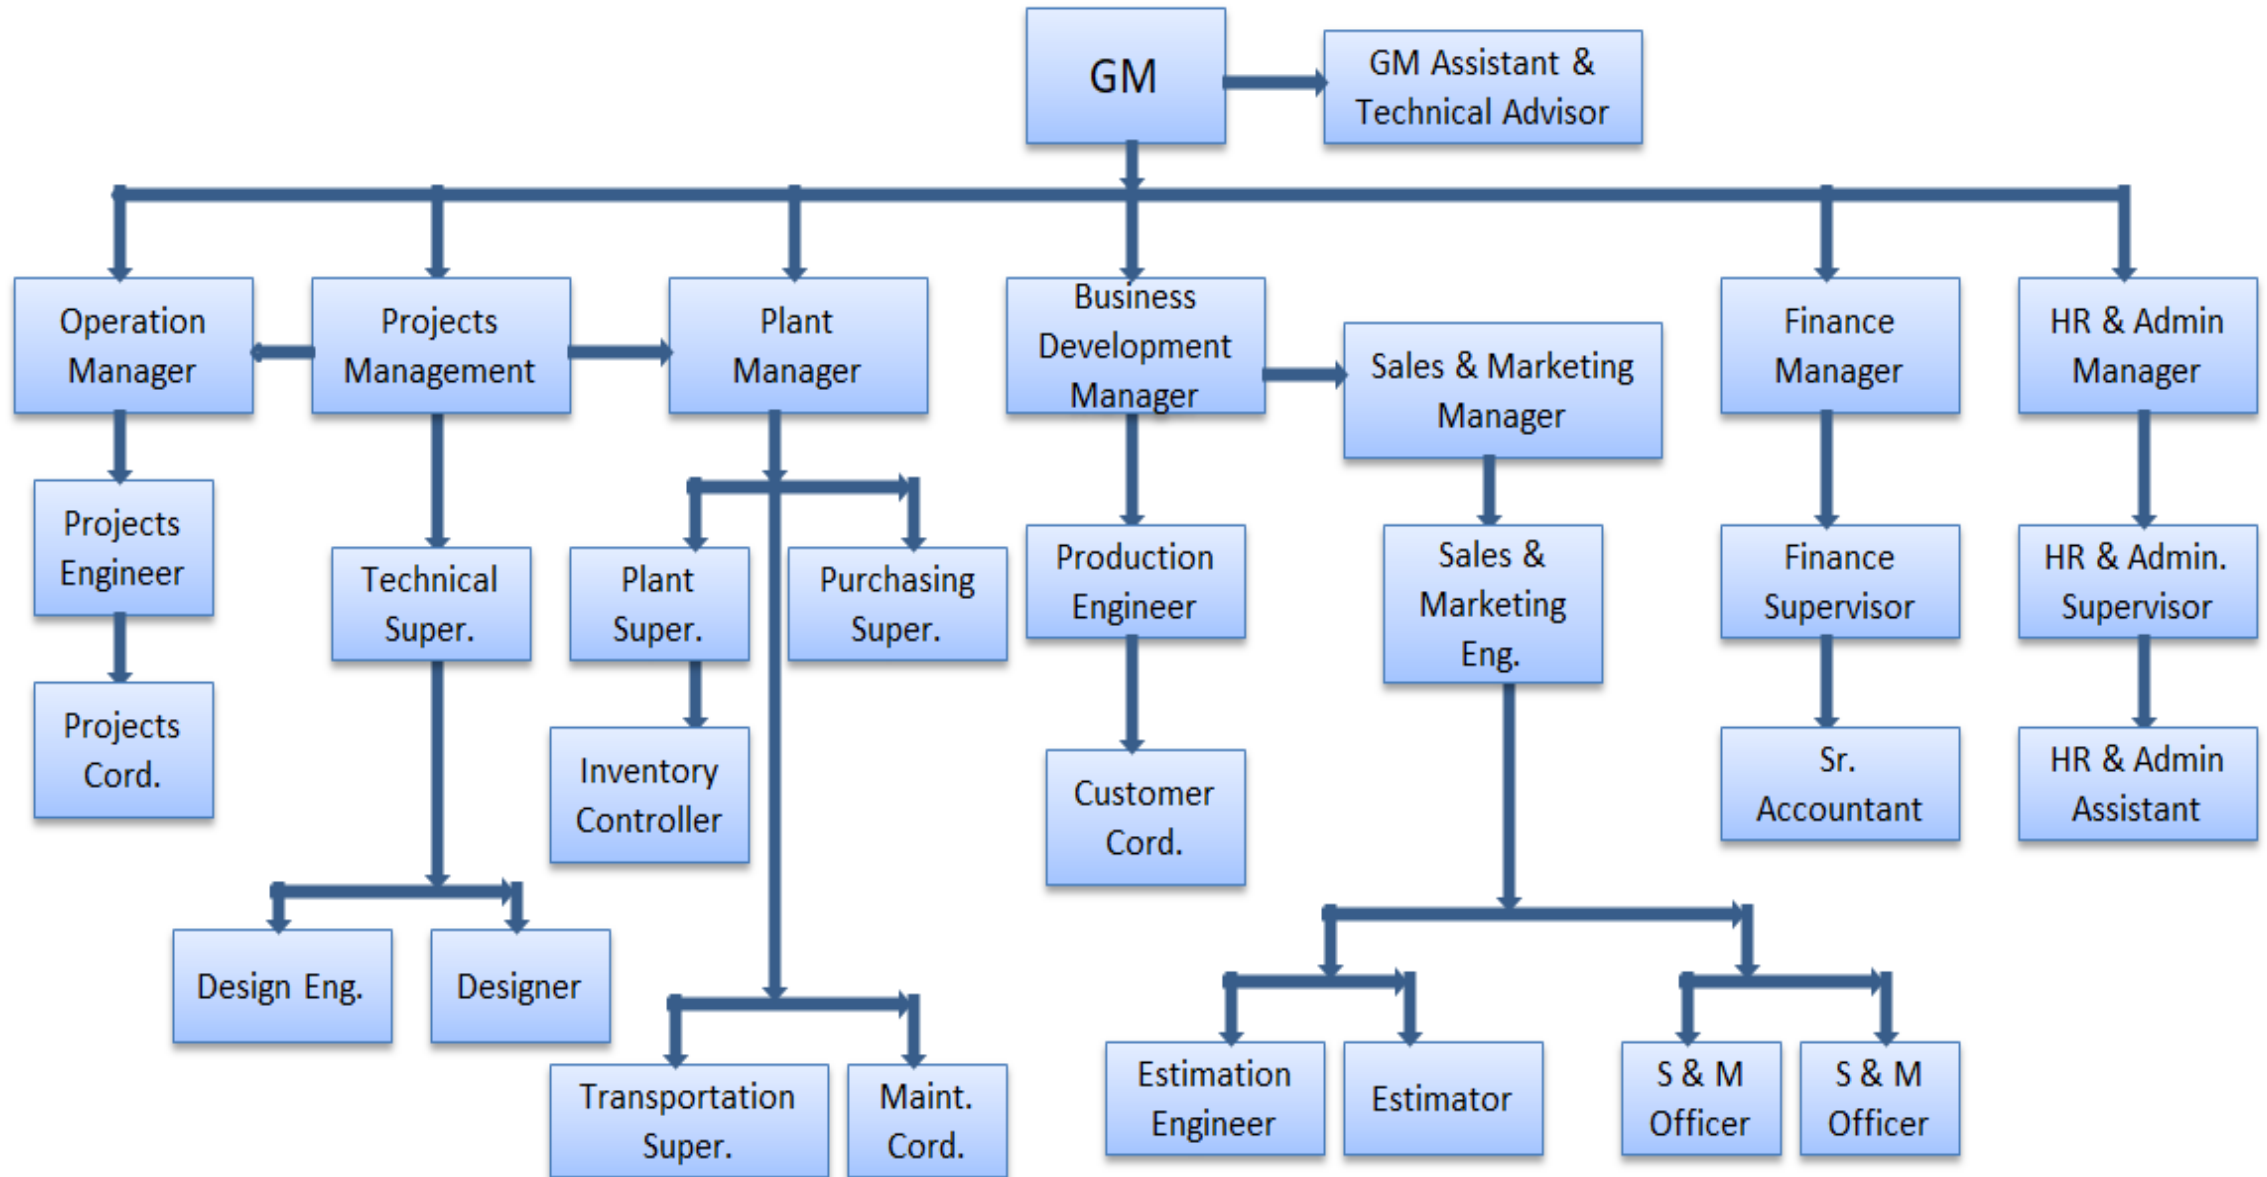 GM
GM Assistant &
Technical Advisor
Operation
Manager
Projects
Management
Plant
Manager
Business
Development
Manager
Sales & Marketing
Manager
Finance
Manager
HR & Admin
Manager
Projects
Engineer
Technical
Super.
Plant
Super.
Purchasing
Super.
Production
Engineer
Sales &
Marketing
Eng.
Finance
Supervisor
HR & Admin.
Supervisor
Projects
Cord.
Inventory
Controller
Customer
Cord.
Sr.
Accountant
HR & Admin
Assistant
Design Eng.
Designer
Transportation
Super.
Maint.
Cord.
Estimation
Engineer
Estimator
S & M
Officer
S & M
Officer